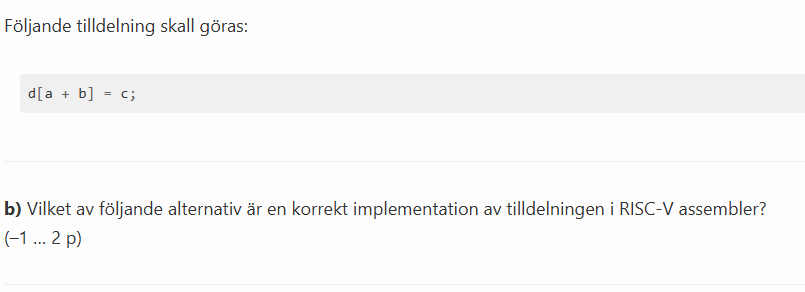 Följande tilldelning skall göras:
d[a + b] = c;
b) Vilket av följande alternativ är en korrekt implementation av tilldelningen i RISC-V assembler?
(−1 ... 2 p)